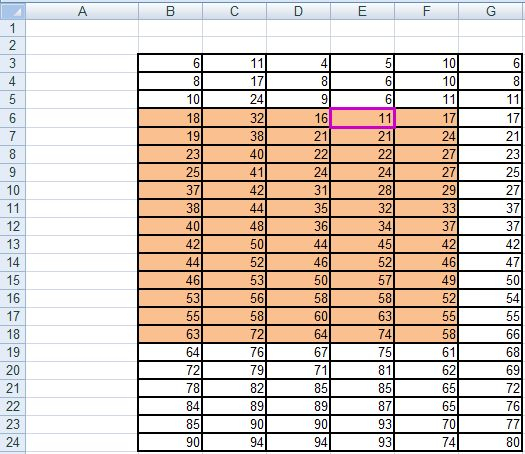 A B C D E F G
1
2
3 6 11 4 5 10 6
4 8 17 8 6 10 8
5 10 24 9 6 11 11
6 18 32 16 11 17 17
7 19 38 21 21 24 21
8 23 40 22 22 27 23
9 25 41 24 24 27 25
10 37 42 31 28 29 27
11 38 44 35 32 33 37
12 40 48 36 34 37 37
13 42 50 44 45 42 42
14 44 52 46 52 46 47
15 46 53 50 57 49 50
16 53 56 58 58 52 54
17 55 58 60 63 55 55
18 63 72 64 74 58 66
19 64 76 67 75 61 68
20 72 79 71 81 62 69
21 78 82 85 85 65 72
22 84 89 89 87 65 76
23 85 90 90 93 70 77
24 90 94 94 93 74 80